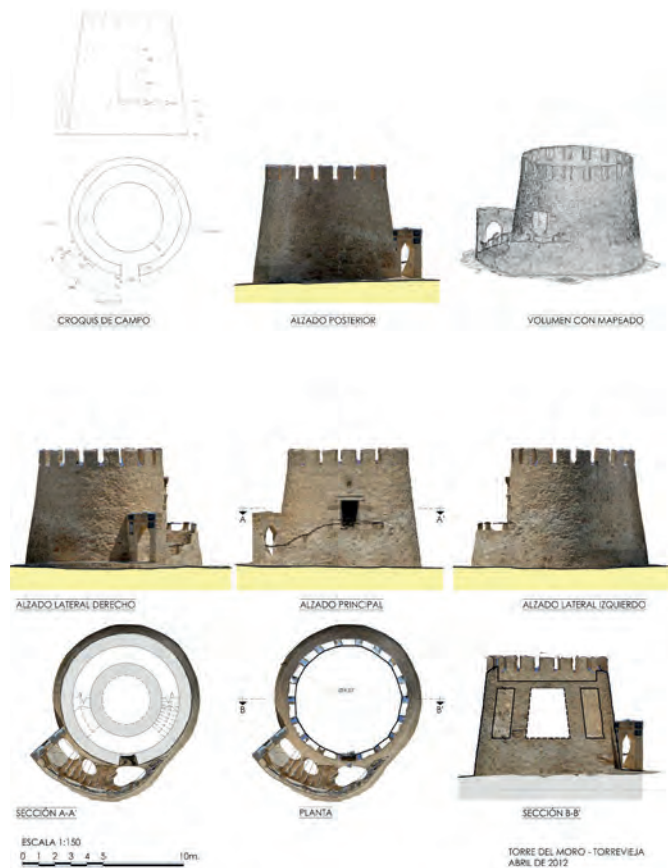 CROQUIS DE CAMPO
ALZADO POSTERIOR
VOLUMEN CON MAPEADO
A
A'
ALZADO LATERAL DERECHO
ALZADO PRINCIPAL
ALZADO LATERAL IZQUIERDO
B
B'
SECCIÓN A-A'
PLANTA
SECCIÓN B-B'
ESCALA 1:150
0 1 2 3 4 5 10m.
TORRE DEL MORO - TORREVIEJA
ABRIL DE 2012